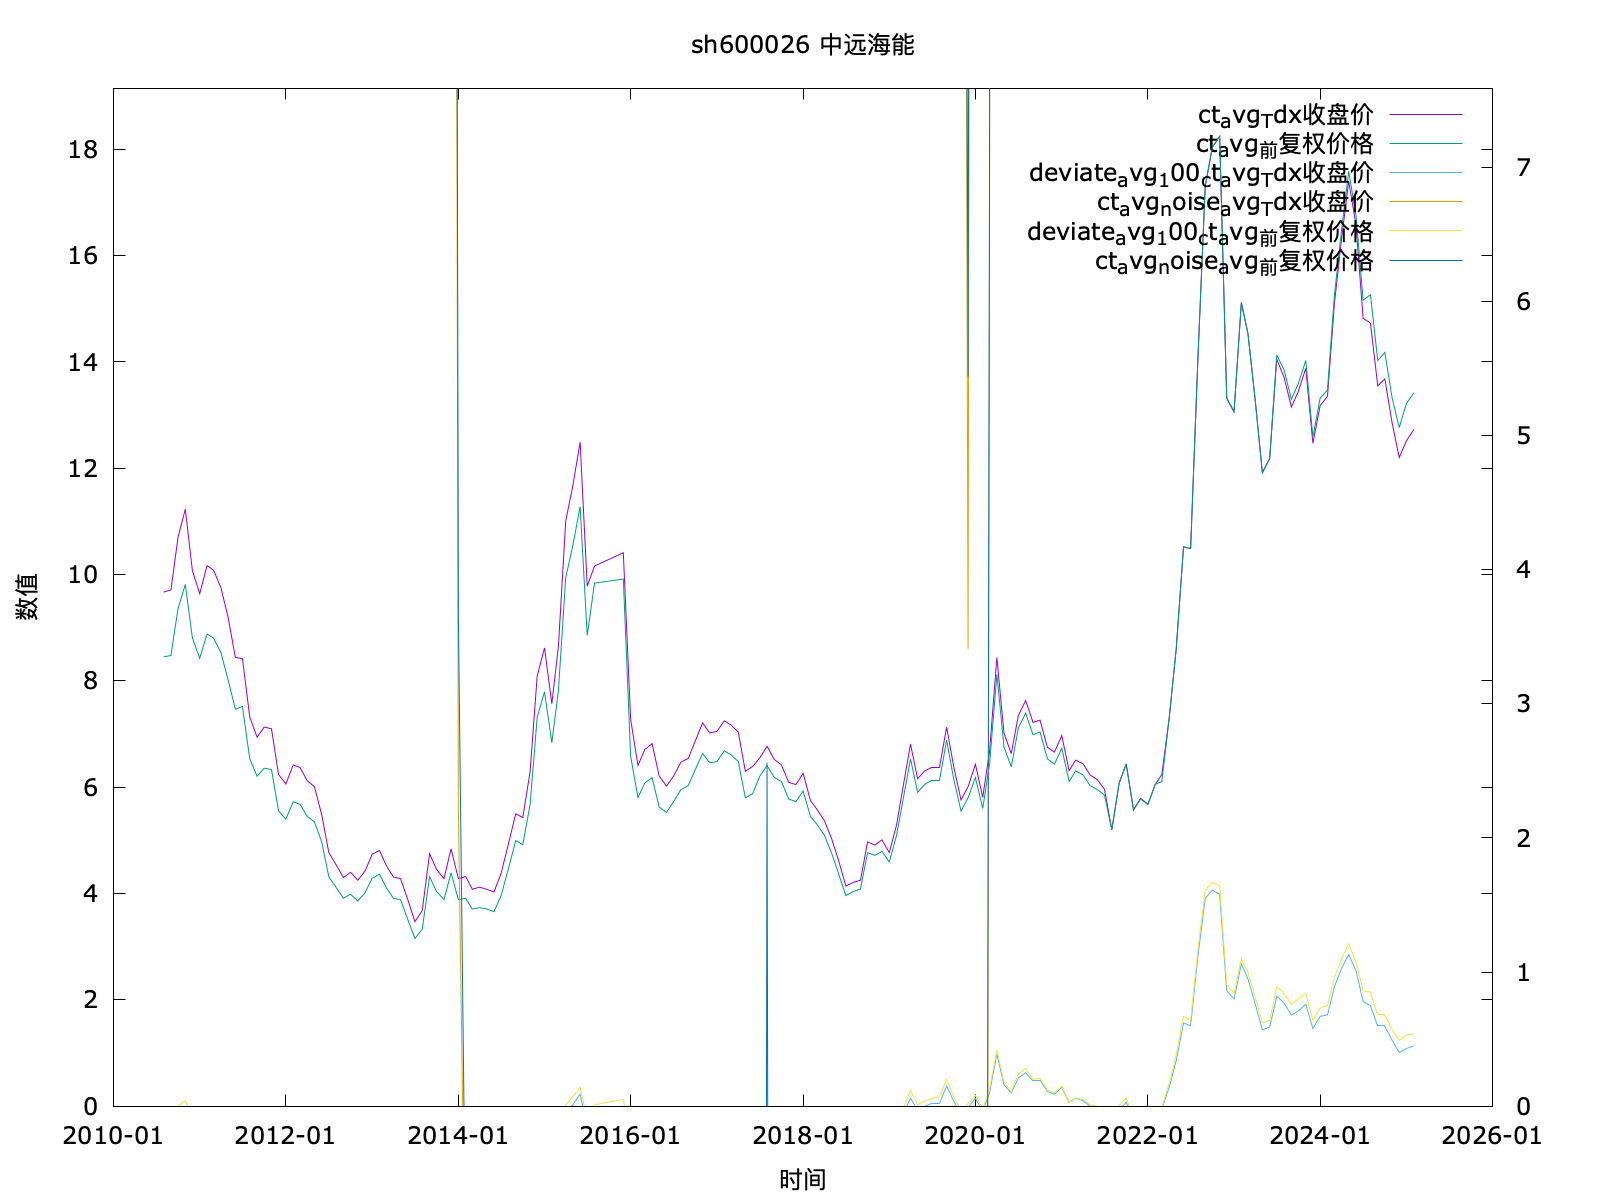 sh600026 中远海能
ct_avg_Tdx收盘价
ct_avg_前复权价格
deviate_avg_100_ct_avg_Tdx收盘价
ct_avg_noise_avg_Tdx收盘价
deviate_avg_100_ct_avg_前复权价格
ct_avg_noise_avg_前复权价格
18
16
14
12
10
8
6
4
2
0
数值
7
6
5
4
3
2
1
0
2010-01 2012-01 2014-01 2016-01 2018-01 2020-01 2022-01 2024-01 2026-01
时间